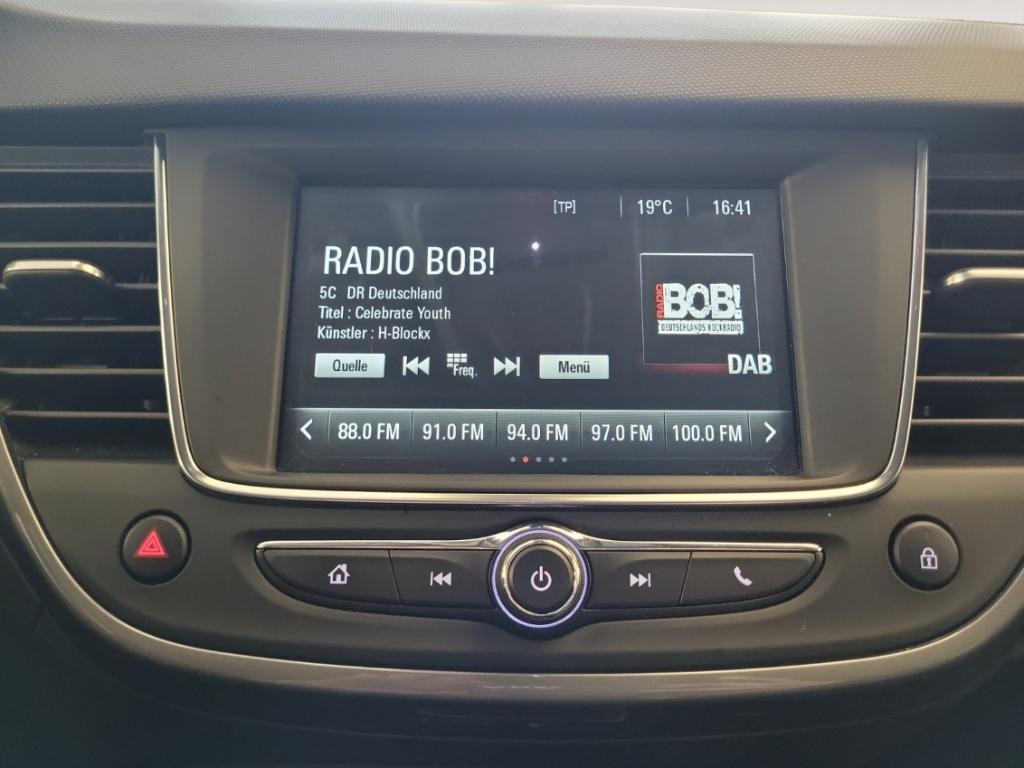 [TP] 19°C 16:41
RADIO BOB!
5C DR Deutschland
Titel : Celebrate Youth
Künstler : H-Blockx
RADIO
BOB!
DEUTSCHLANDS ROCKRADIO
DAB
Quelle Freq. Menü
88.0 FM 91.0 FM 94.0 FM 97.0 FM 100.0 FM